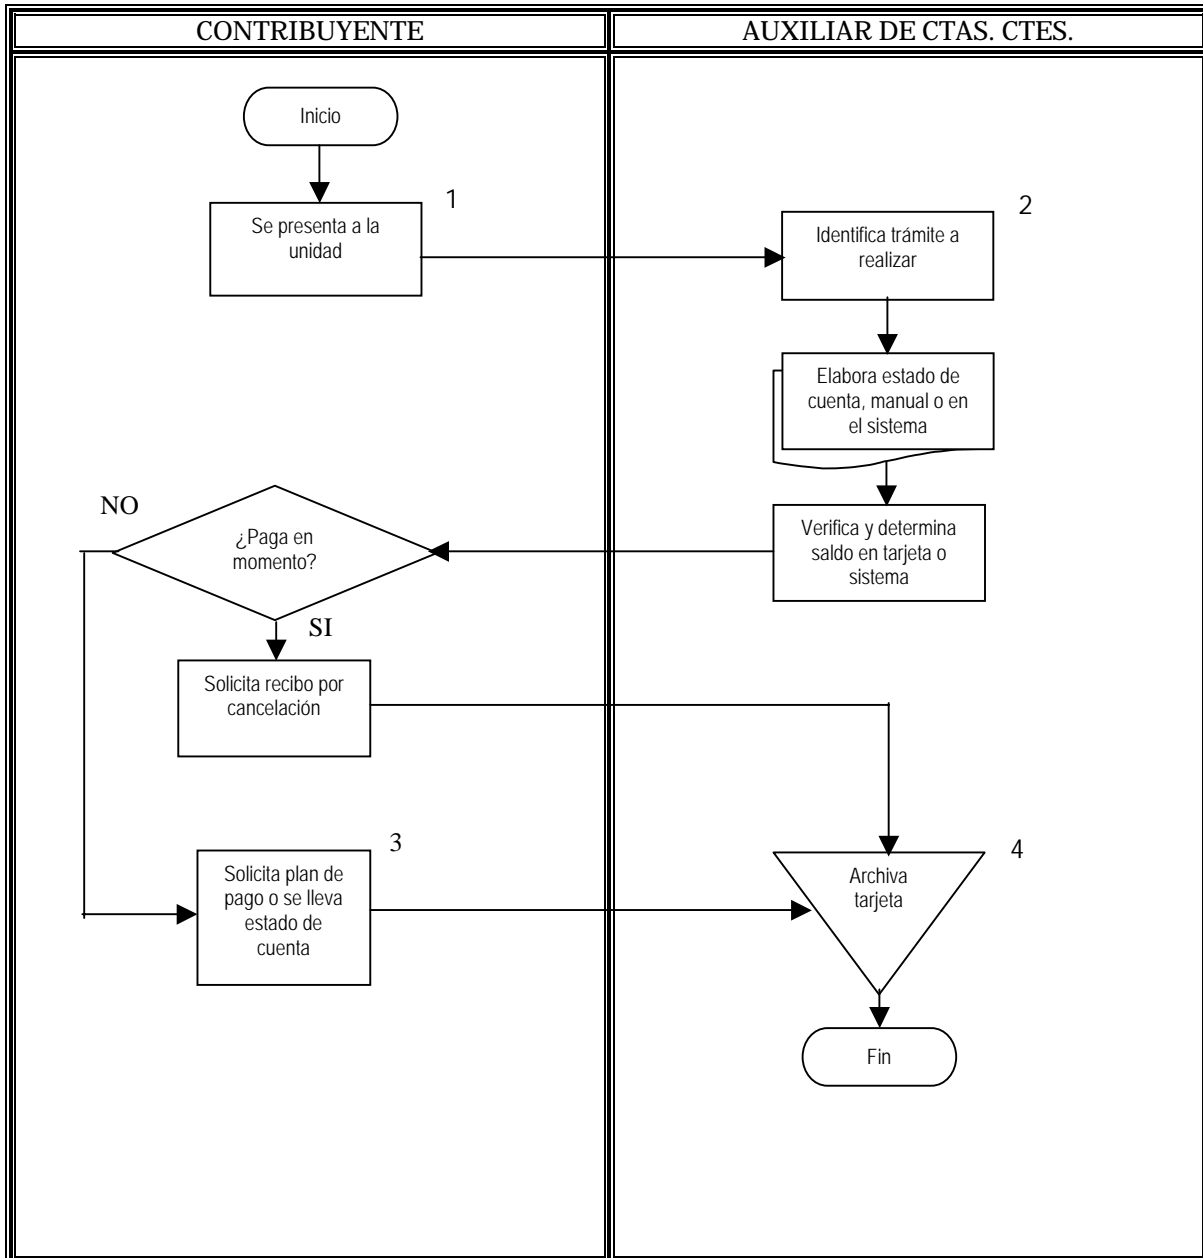 CONTRIBUYENTE
AUXILIAR DE CTAS. CTES.
Inicio
1
Se presenta a la
unidad
2
Identifica trámite a
realizar
Elabora estado de
cuenta, manual o en
el sistema
Verifica y determina
saldo en tarjeta o
sistema
NO
¿Paga en
momento?
SI
Solicita recibo por
cancelación
3
Solicita plan de
pago o se lleva
estado de
cuenta
4
Archiva
tarjeta
Fin